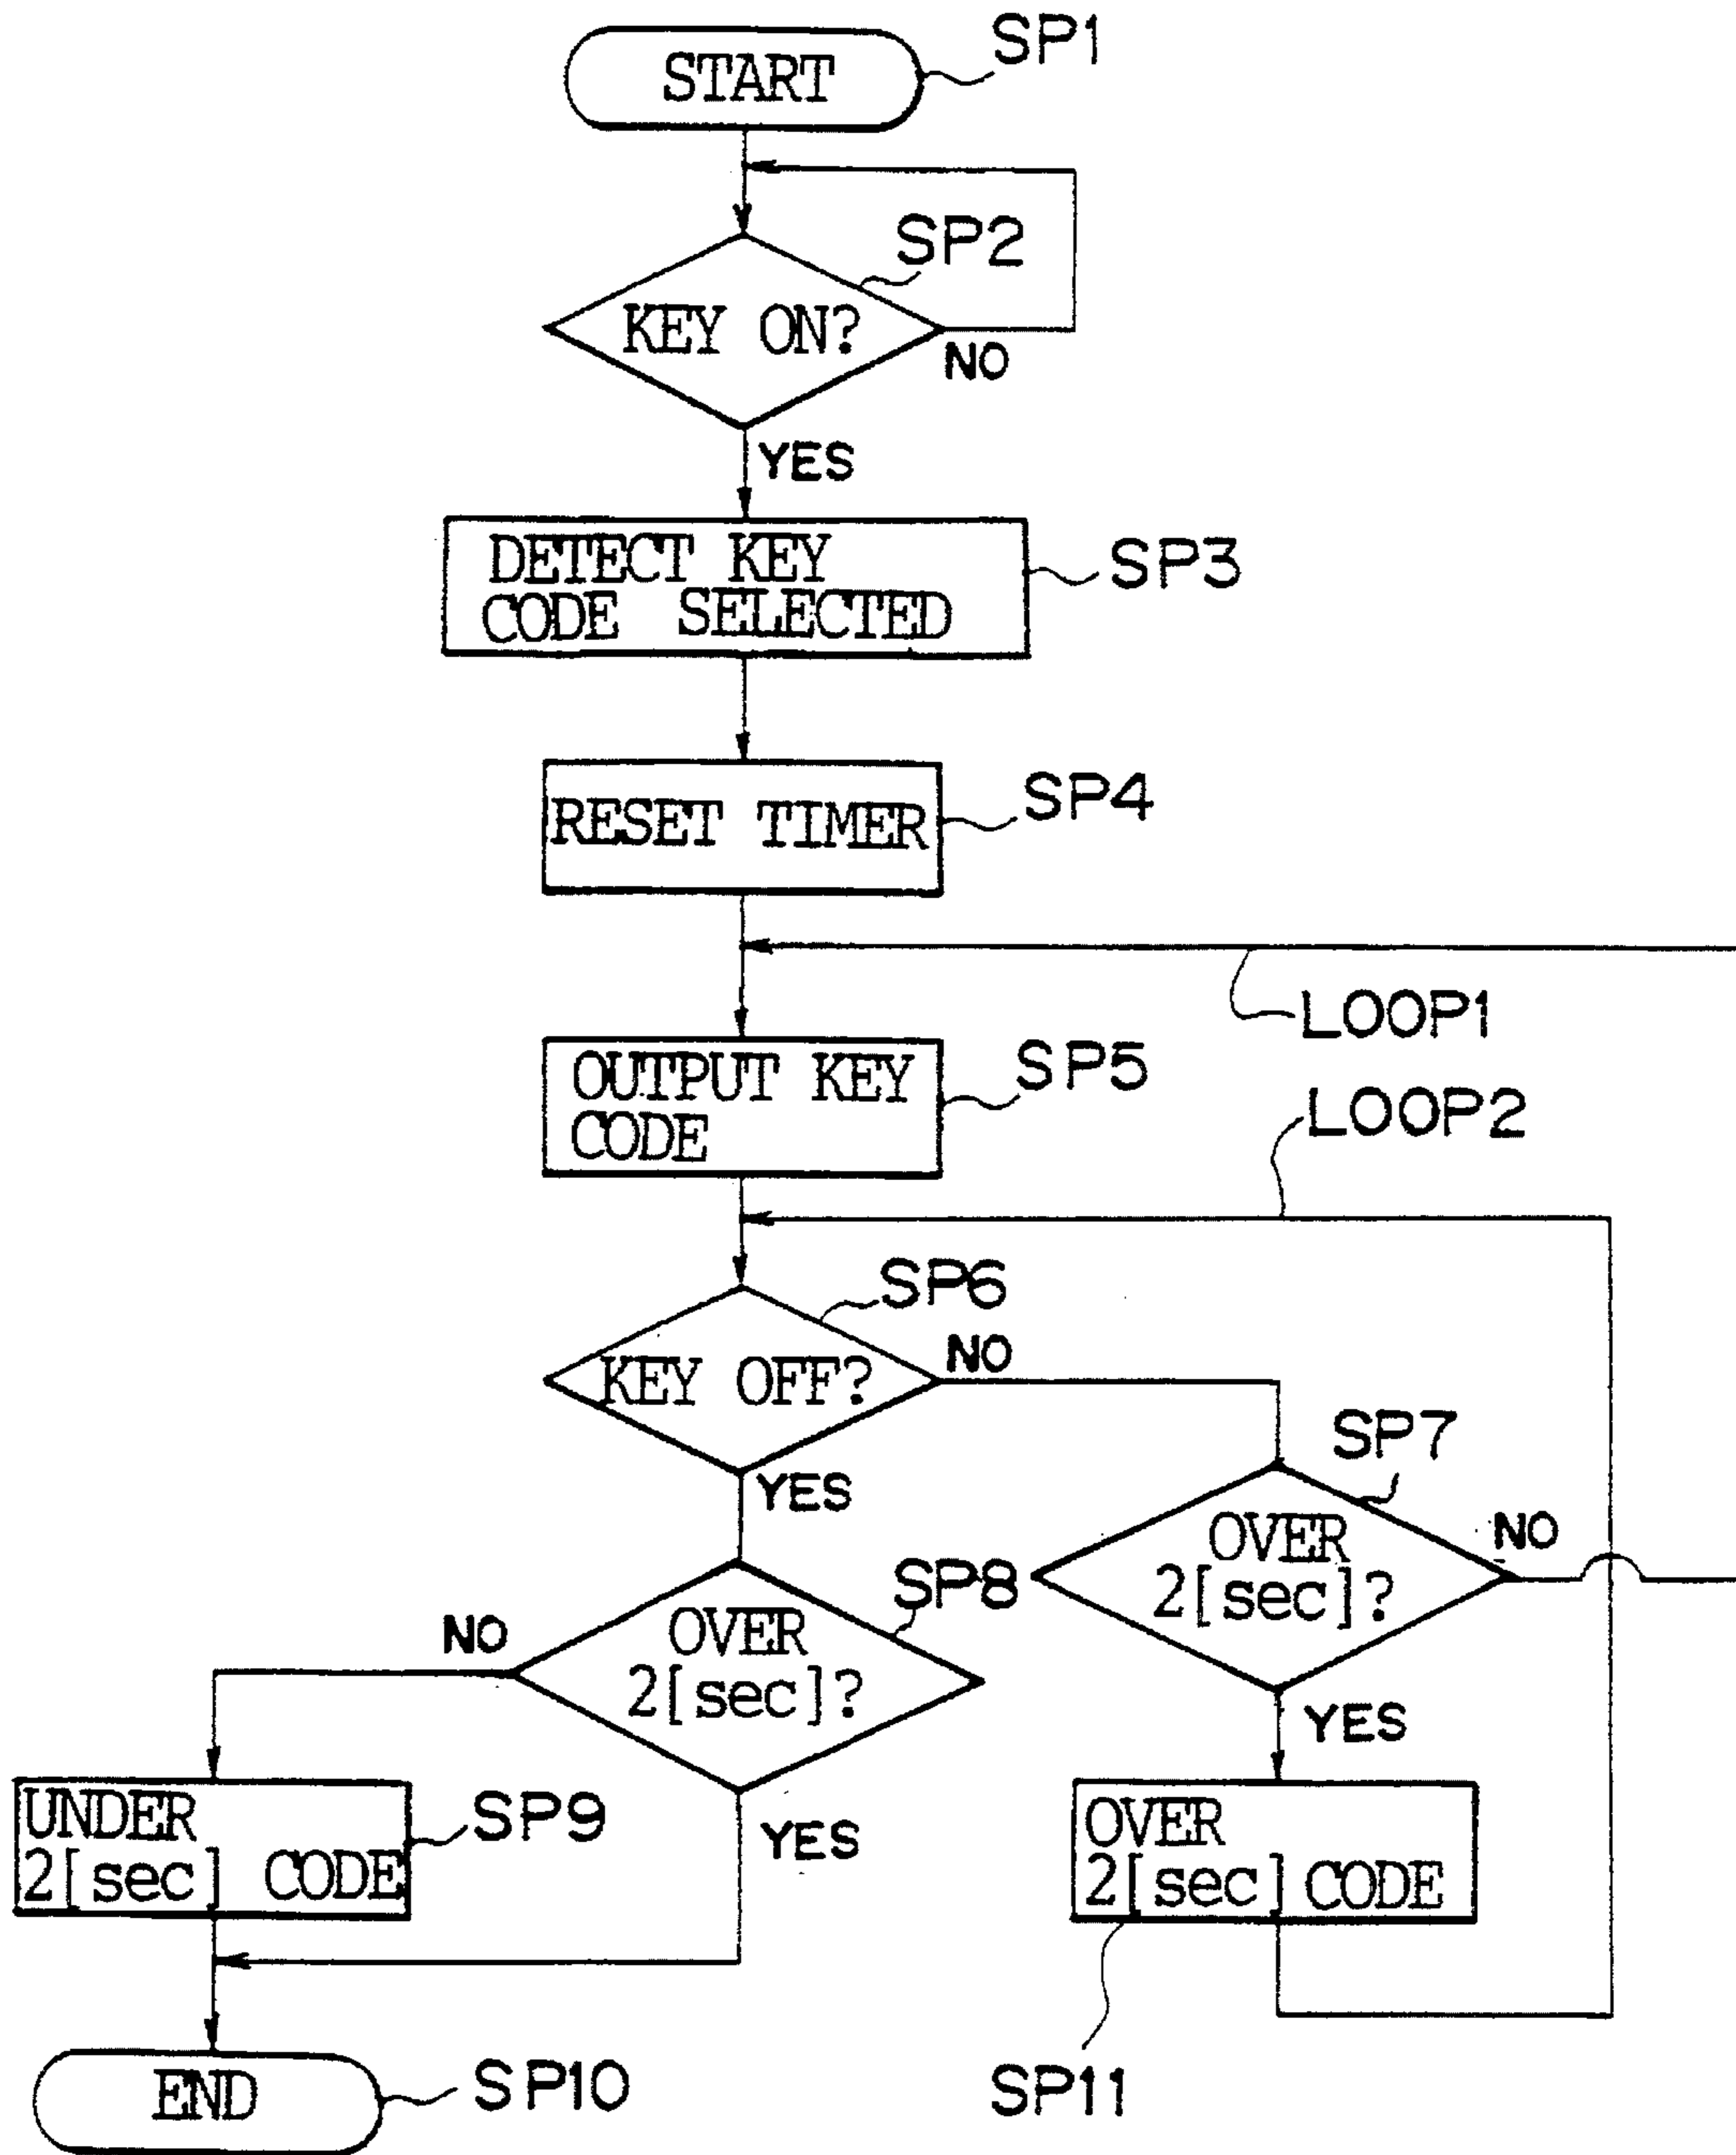 START
SP1
SP2
KEY ON?
NO
YES
DETECT KEY
CODE SELECTED
SP3
RESET TIMER
SP4
LOOP1
OUTPUT KEY
CODE
SP5
LOOP2
SP6
KEY OFF?
NO
YES
SP7
OVER
2[sec]?
NO
YES
SP8
OVER
2[sec]?
NO
YES
UNDER
2[sec] CODE
SP9
OVER
2[sec] CODE
SP11
END
SP10